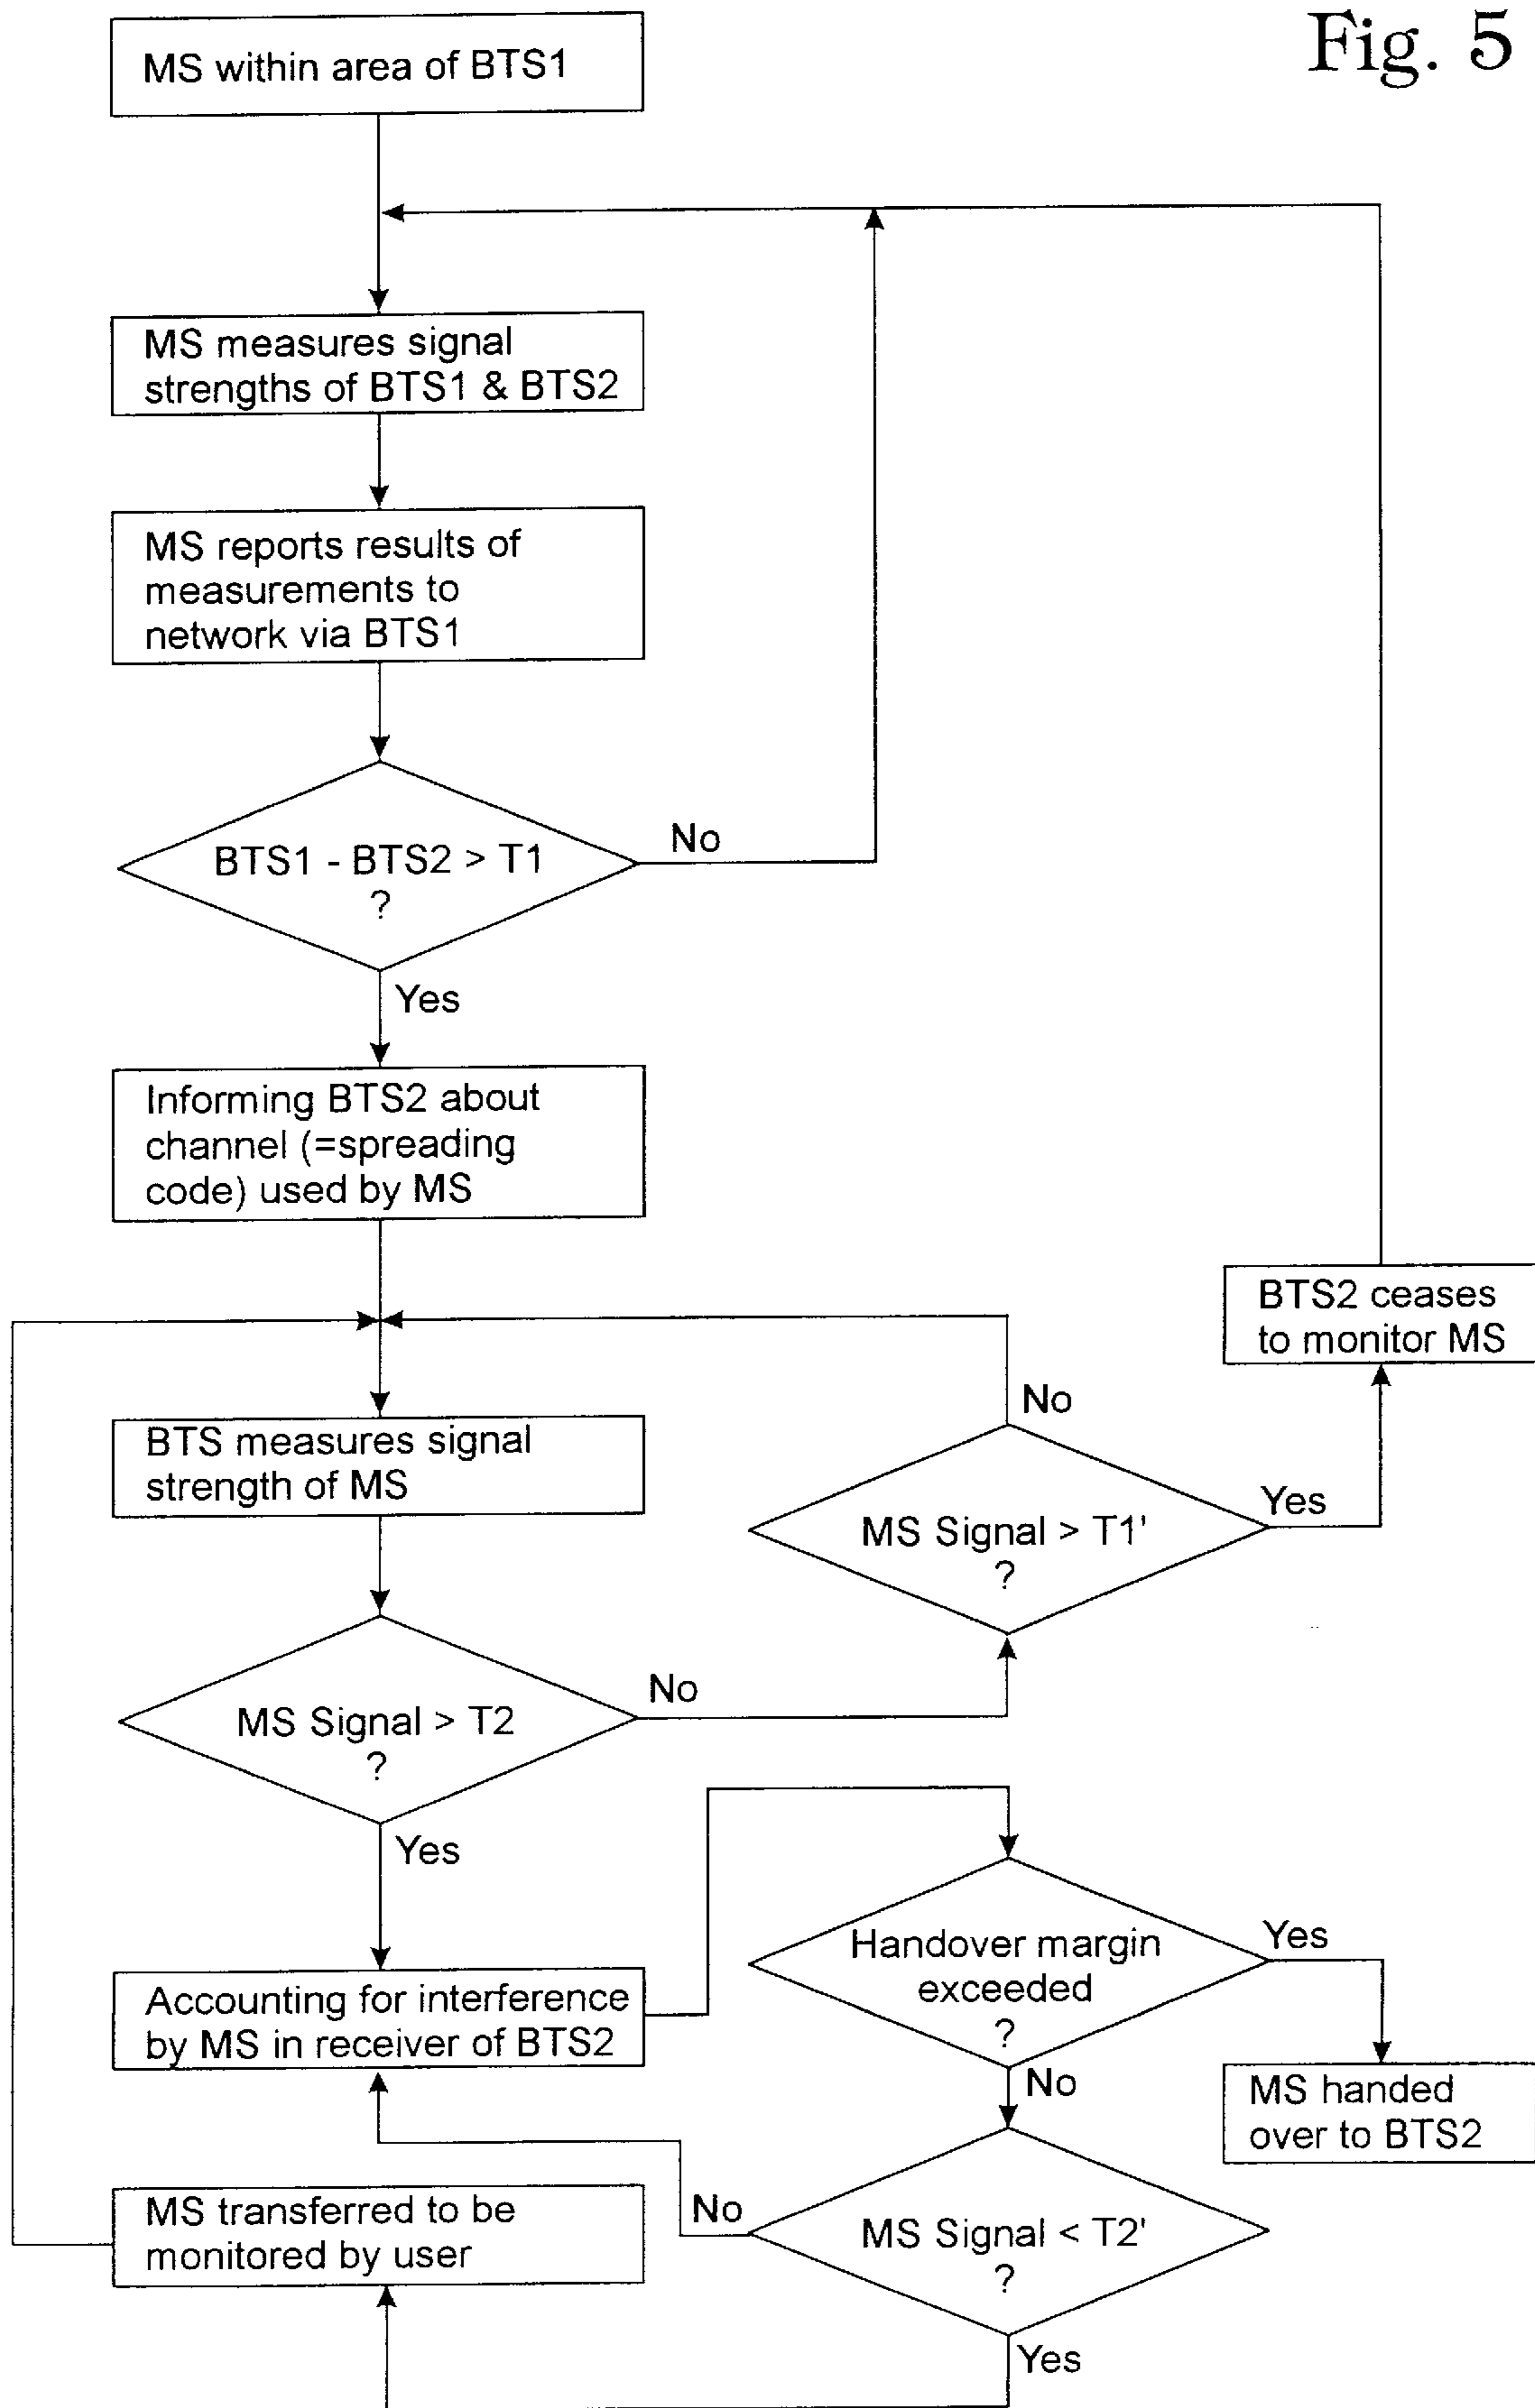 Fig. 5
MS within area of BTS1
MS measures signal
strengths of BTS1 & BTS2
MS reports results of
measurements to
network via BTS1
BTS1 - BTS2 > T1
?
No
Yes
Informing BTS2 about
channel (=spreading
code) used by MS
BTS2 ceases
to monitor MS
No
BTS measures signal
strength of MS
MS Signal > T1'
?
Yes
MS Signal > T2
?
No
Yes
Handover margin
exceeded
?
Yes
No
Accounting for interference
by MS in receiver of BTS2
MS handed
over to BTS2
MS transferred to be
monitored by user
No
MS Signal < T2'
?
Yes